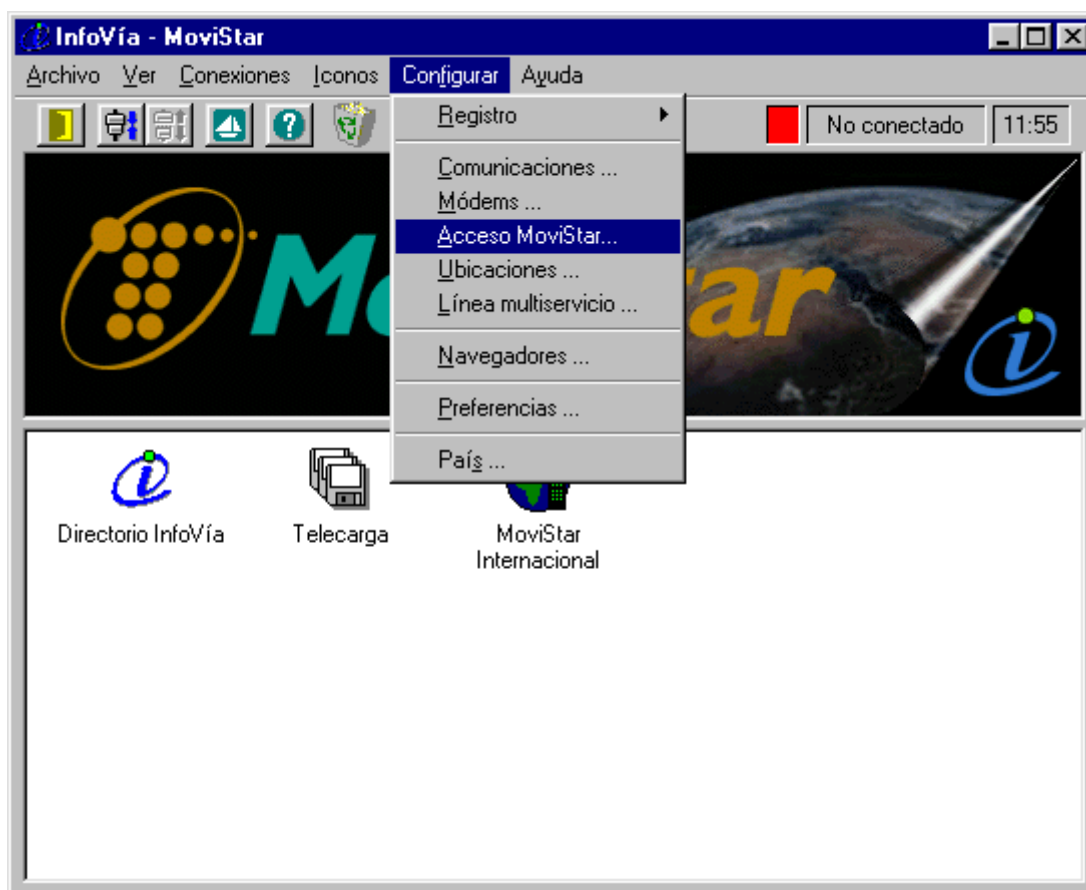 InfoVía - MoviStar
Archivo Ver Conexiones Iconos Configurar Ayuda
No conectado 11:55
Registro
Comunicaciones ...
Módems ...
Acceso MoviStar...
Ubicaciones ...
Línea multiservicio ...
Navegadores ...
Preferencias ...
País ...
M ar
Directorio InfoVía
Telecarga
MoviStar
Internacional